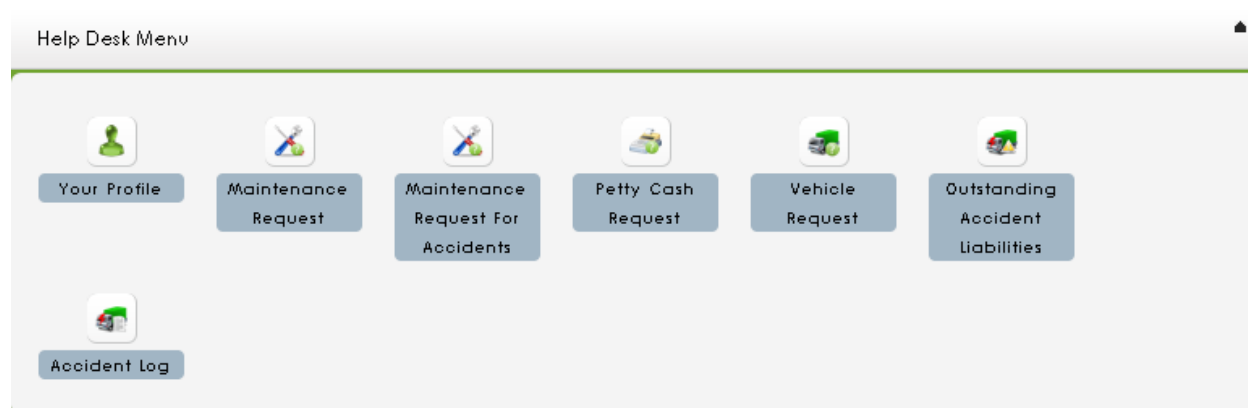 Help Desk Menu
Your Profile
Maintenance
Request
Maintenance
Request For
Accidents
Petty Cash
Request
Vehicle
Request
Outstanding
Accident
Liabilities
Accident Log